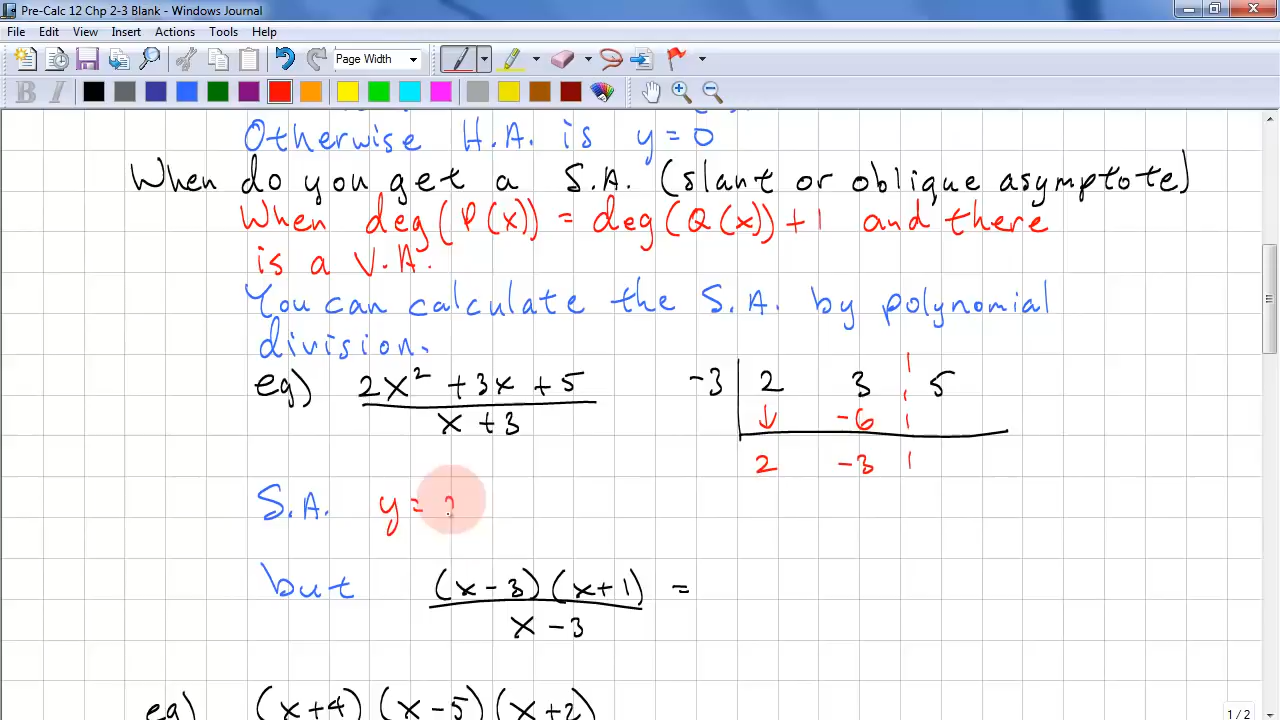 Pre-Calc 12 Chp 2-3 Blank - Windows Journal
File Edit View Insert Actions Tools Help
Page Width
B I
Otherwise H.A. is y = 0
When do you get a S.A. (slant or oblique asymptote)
When deg(P(x)) = deg(Q(x)) + 1 and there
is a V.A.
You can calculate the S.A. by polynomial
division.
eg) 2x² + 3x + 5
x + 3
-3 2 3 5
-6
2 -3
S.A. y =
but (x - 3)(x + 1) =
x - 3
eg) (x + 4)(x - 5)(x + 2)
1 / 2